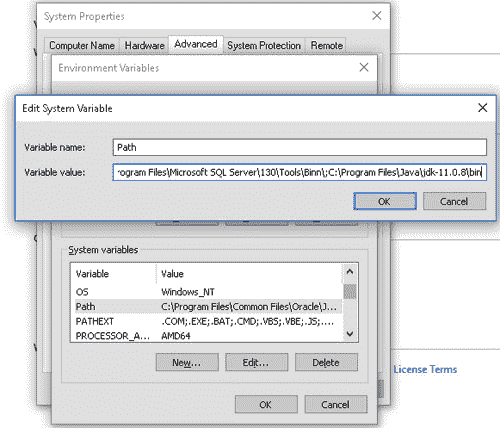 System Properties
Computer Name Hardware Advanced System Protection Remote
Environment Variables
Edit System Variable
Variable name: Path
Variable value: rogram Files\Microsoft SQL Server\130\Tools\Binn\;C:\Program Files\Java\jdk-11.0.8\bin
OK Cancel
System variables
Variable Value
OS Windows_NT
Path C:\Program Files\Common Files\Oracle\J...
PATHEXT .COM;.EXE;.BAT;.CMD;.VBS;.VBE;.JS;....
PROCESSOR_A... AMD64
New... Edit... Delete
License Terms
OK Cancel